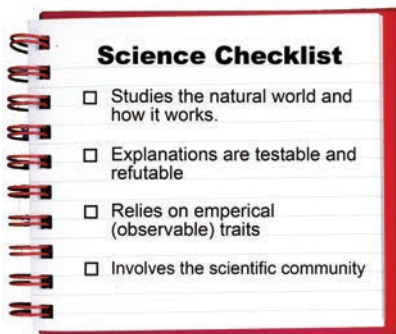 Science Checklist
Studies the natural world and
how it works.
Explanations are testable and
refutable
Relies on emperical
(observable) traits
Involves the scientific community